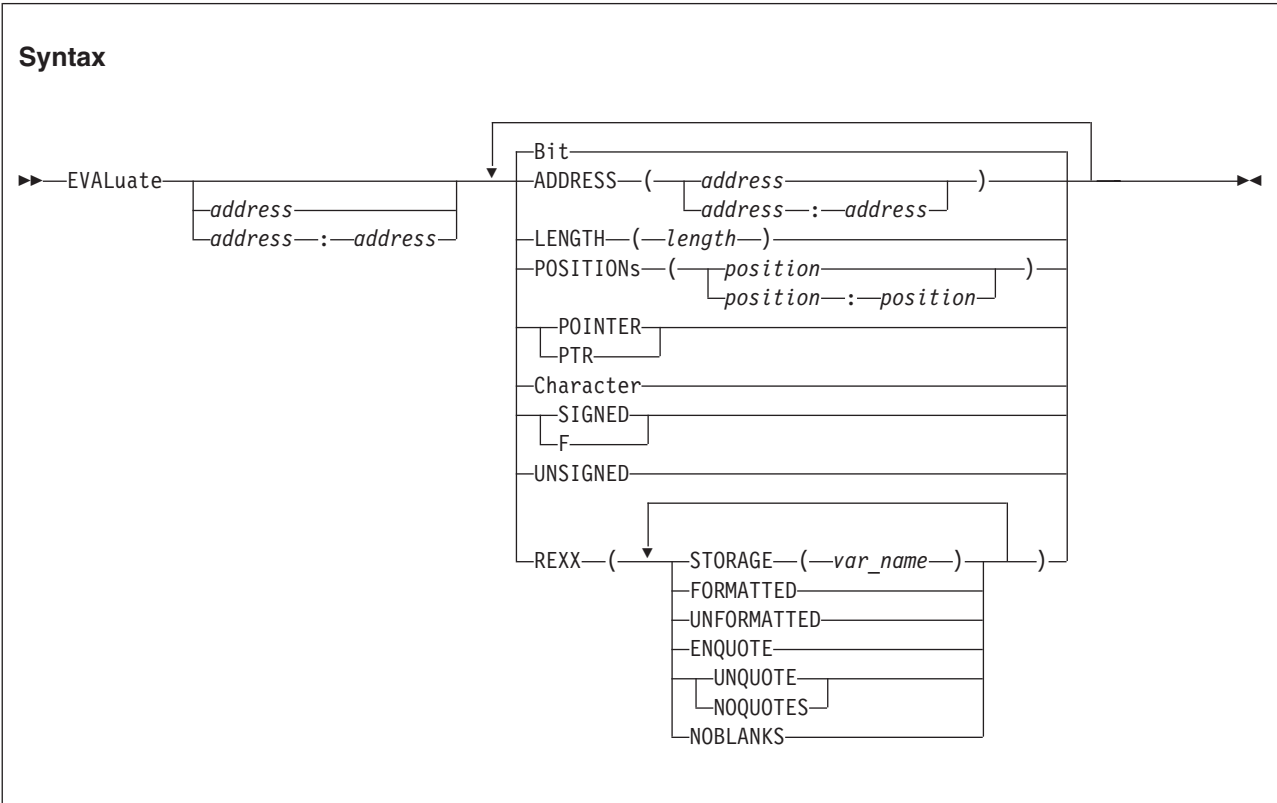 Syntax
Bit
EVALuate ADDRESS ( address )
address address : address
address : address LENGTH ( length )
POSITIONs ( position )
position : position
POINTER
PTR
Character
SIGNED
F
UNSIGNED
REXX ( STORAGE ( var_name ) )
FORMATTED
UNFORMATTED
ENQUOTE
UNQUOTE
NOQUOTES
NOBLANKS